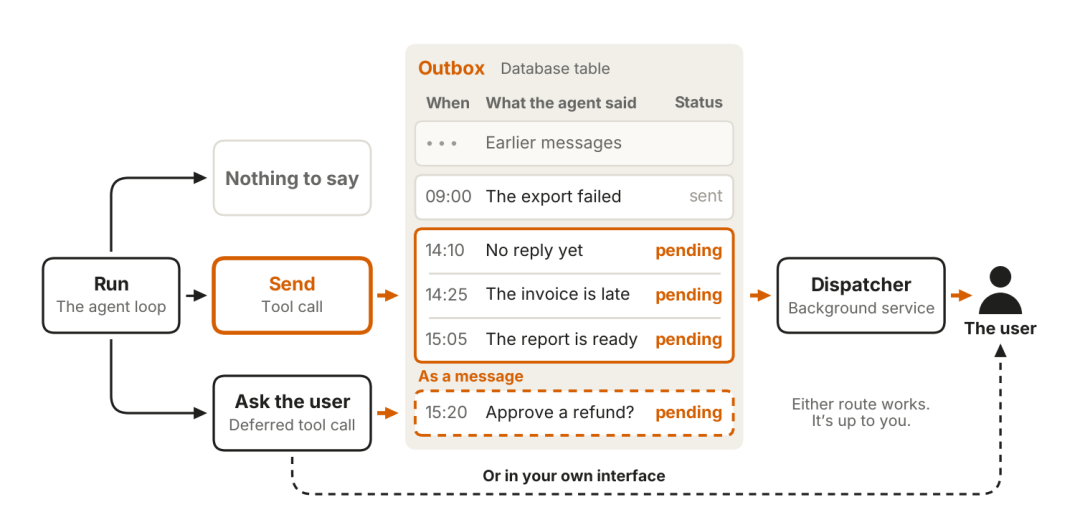 Outbox Database table
When What the agent said Status
• • • Earlier messages
Nothing to say
09:00 The export failed sent
14:10 No reply yet pending
Run
The agent loop
Send
Tool call
14:25 The invoice is late pending
15:05 The report is ready pending
Dispatcher
Background service
The user
As a message
Ask the user
Deferred tool call
15:20 Approve a refund? pending
Either route works.
It’s up to you.
Or in your own interface